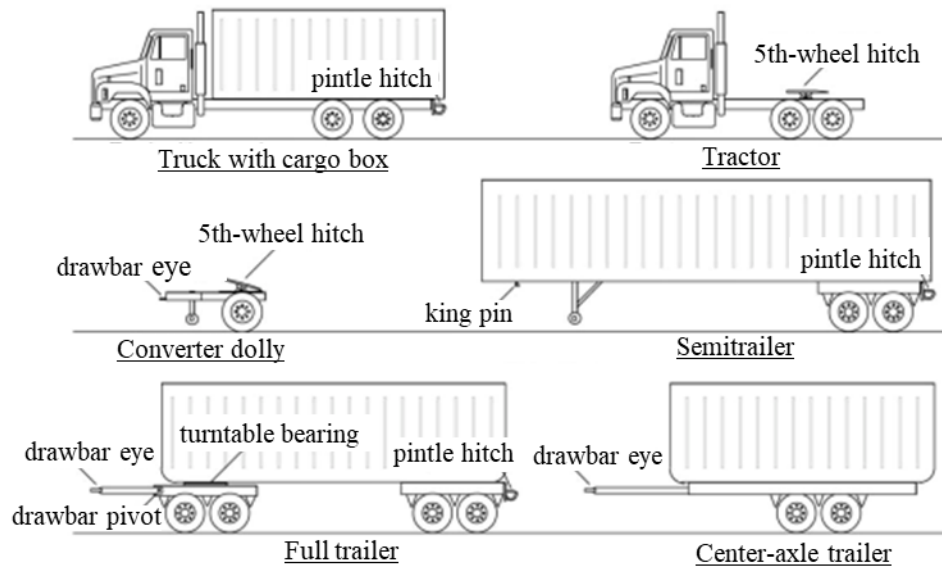 pintle hitch
Truck with cargo box
5th-wheel hitch
Tractor
5th-wheel hitch
drawbar eye
Converter dolly
king pin
pintle hitch
Semitrailer
turntable bearing
drawbar eye
pintle hitch
drawbar pivot
Full trailer
drawbar eye
Center-axle trailer